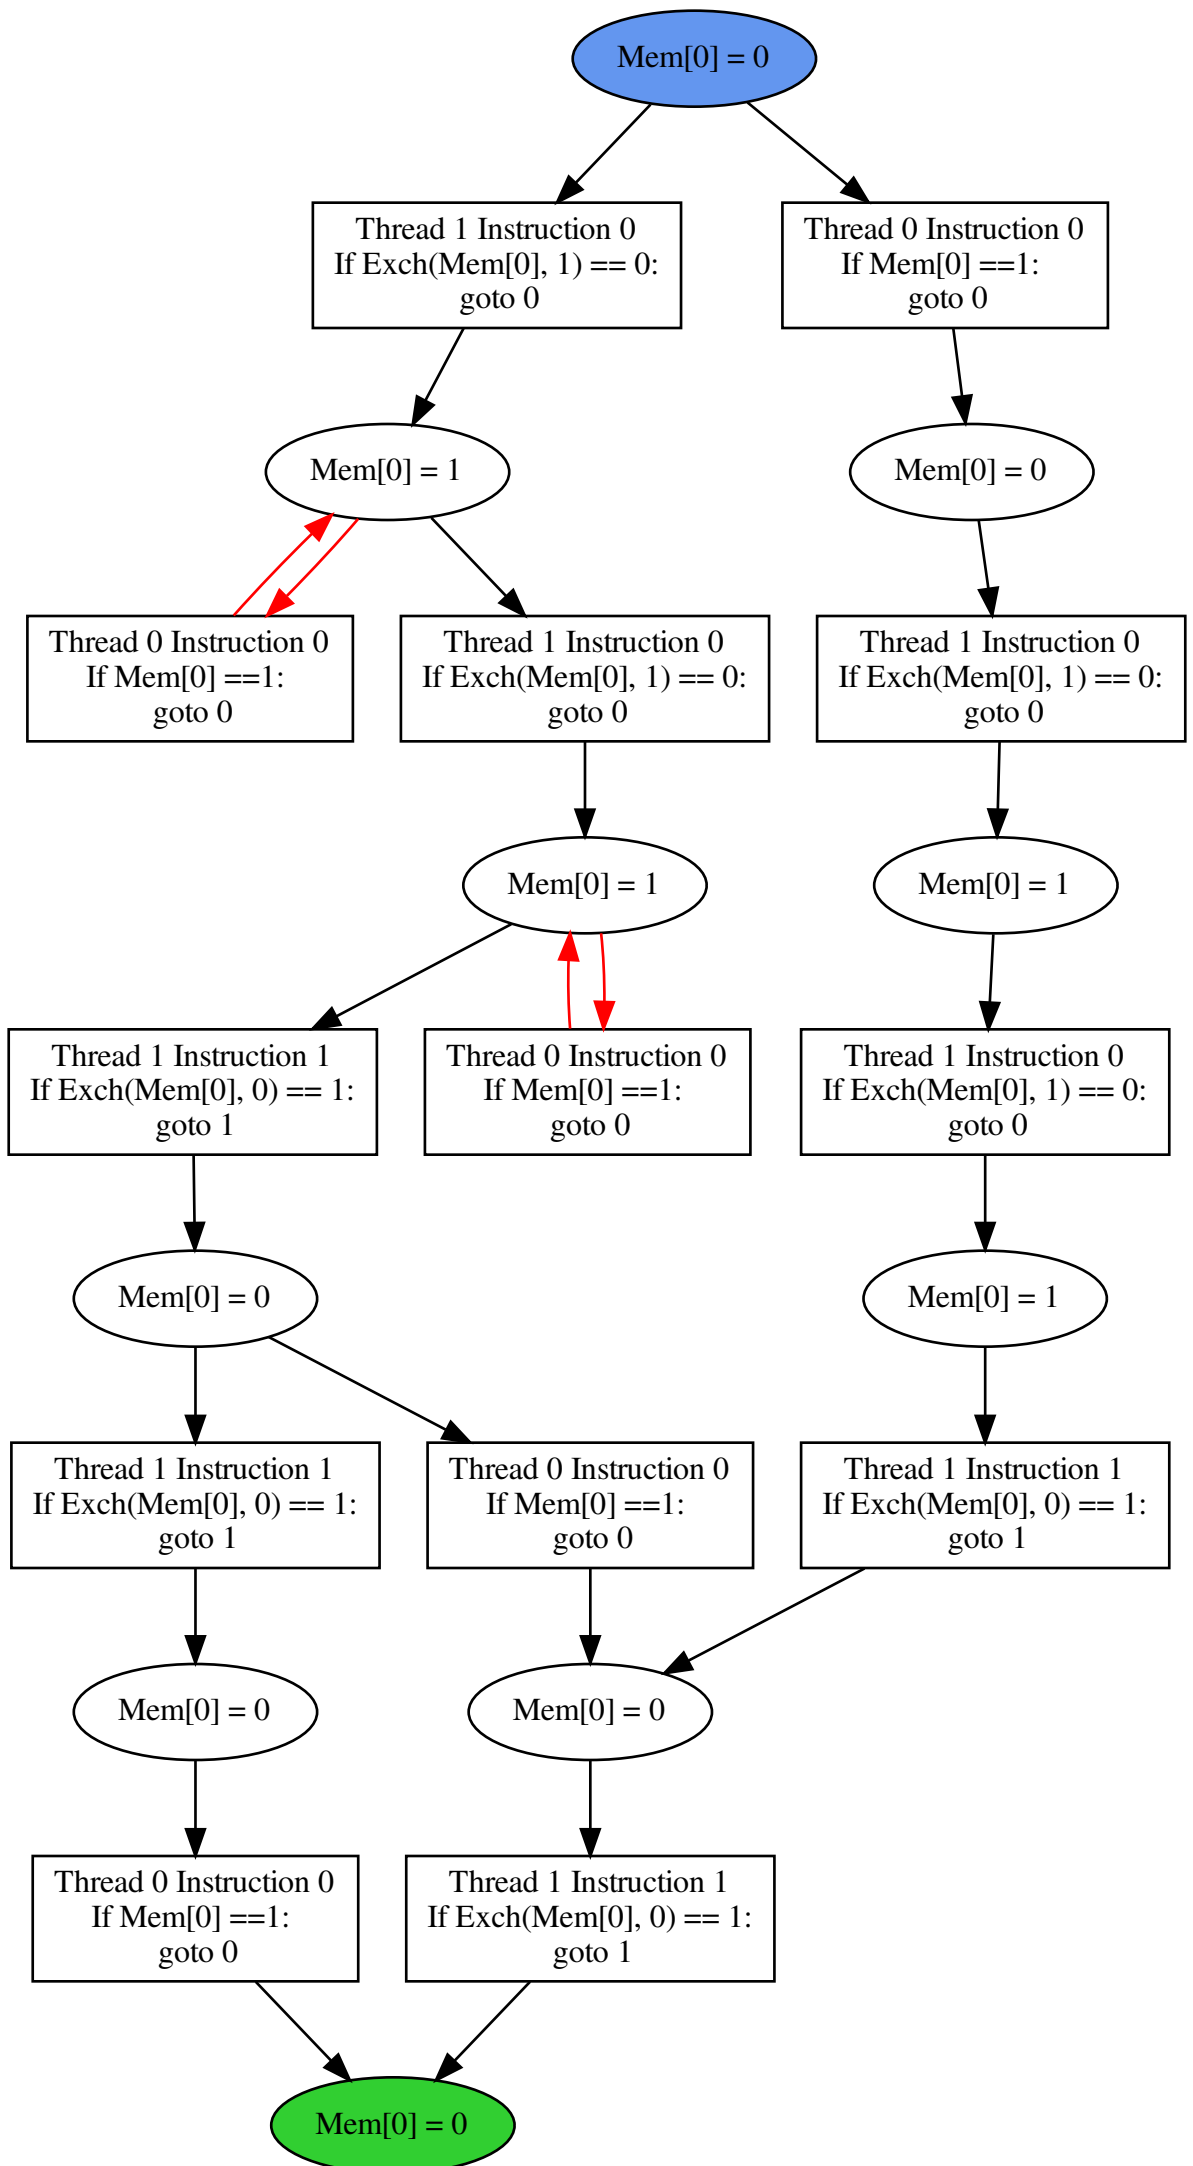 Mem[0] = 0
Thread 1 Instruction 0
If Exch(Mem[0], 1) == 0:
goto 0
Thread 0 Instruction 0
If Mem[0] ==1:
goto 0
Mem[0] = 1
Mem[0] = 0
Thread 0 Instruction 0
If Mem[0] ==1:
goto 0
Thread 1 Instruction 0
If Exch(Mem[0], 1) == 0:
goto 0
Thread 1 Instruction 0
If Exch(Mem[0], 1) == 0:
goto 0
Mem[0] = 1
Mem[0] = 1
Thread 1 Instruction 1
If Exch(Mem[0], 0) == 1:
goto 1
Thread 0 Instruction 0
If Mem[0] ==1:
goto 0
Thread 1 Instruction 0
If Exch(Mem[0], 1) == 0:
goto 0
Mem[0] = 0
Mem[0] = 1
Thread 1 Instruction 1
If Exch(Mem[0], 0) == 1:
goto 1
Thread 0 Instruction 0
If Mem[0] ==1:
goto 0
Thread 1 Instruction 1
If Exch(Mem[0], 0) == 1:
goto 1
Mem[0] = 0
Mem[0] = 0
Thread 0 Instruction 0
If Mem[0] ==1:
goto 0
Thread 1 Instruction 1
If Exch(Mem[0], 0) == 1:
goto 1
Mem[0] = 0